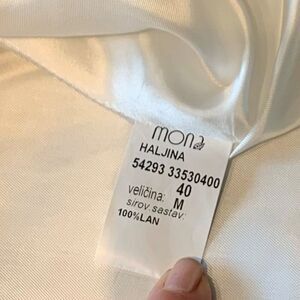 mona
HALJINA
54293 33530400
40
veličina: M
sirov sastav:
100%LAN